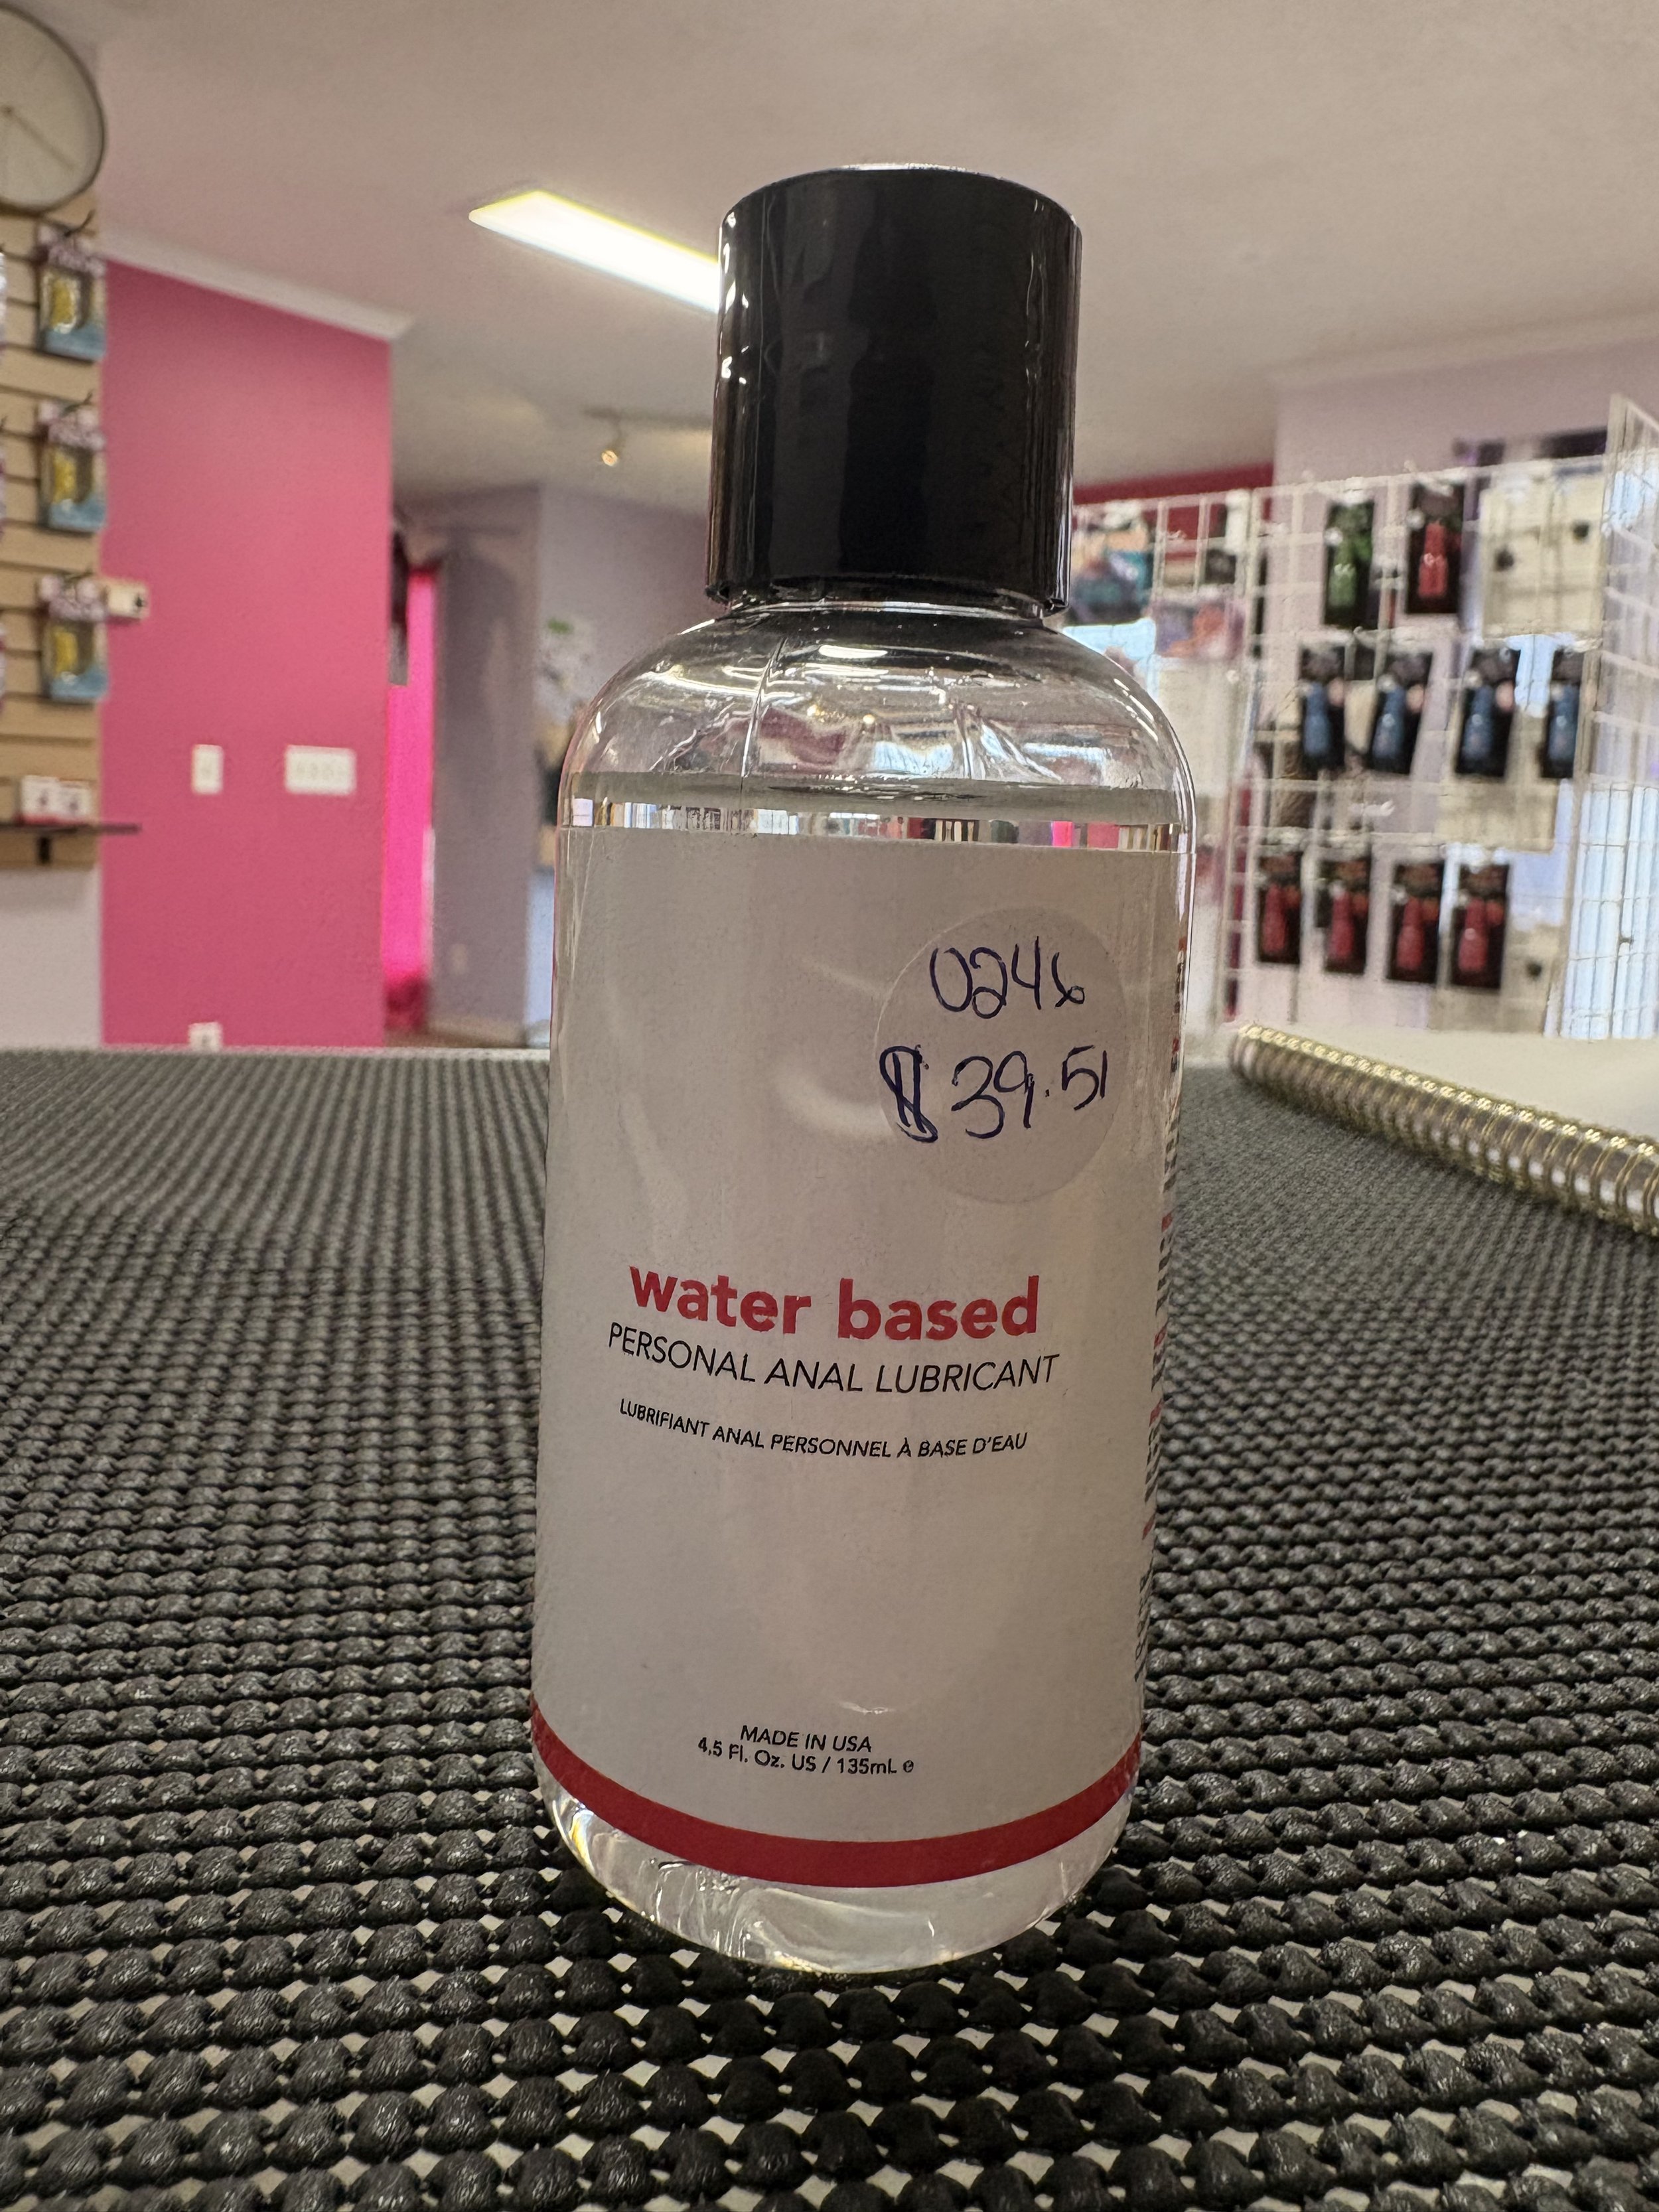 0246
$39.51
water based
PERSONAL ANAL LUBRICANT
LUBRIFIANT ANAL PERSONNEL À BASE D'EAU
MADE IN USA
4.5 Fl. Oz. US / 135mL ℮